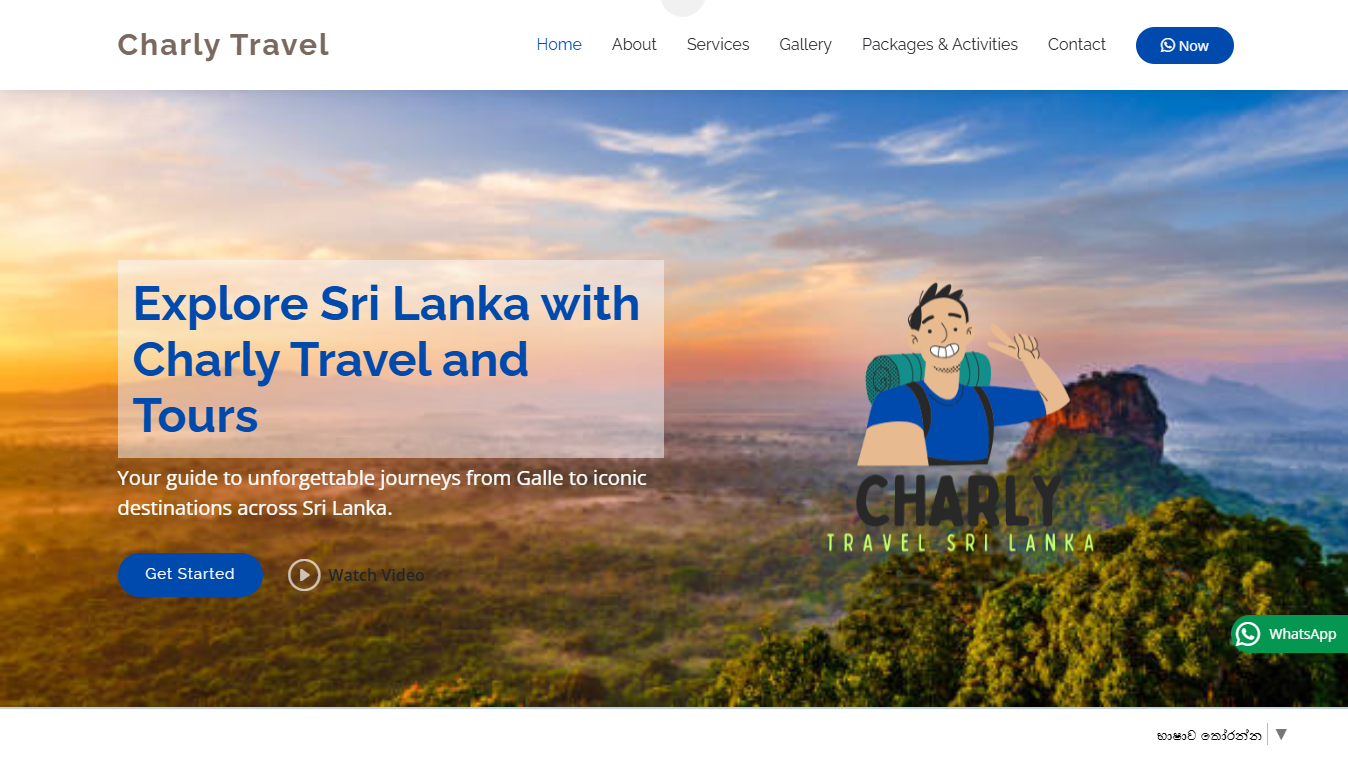 Charly Travel
Home
About
Services
Gallery
Packages & Activities
Contact
Now
Explore Sri Lanka with
Charly Travel and
Tours
Your guide to unforgettable journeys from Galle to iconic
destinations across Sri Lanka.
Get Started
Watch Video
CHARLY
TRAVEL SRI LANKA
WhatsApp
භාෂාව තෝරන්න ▼